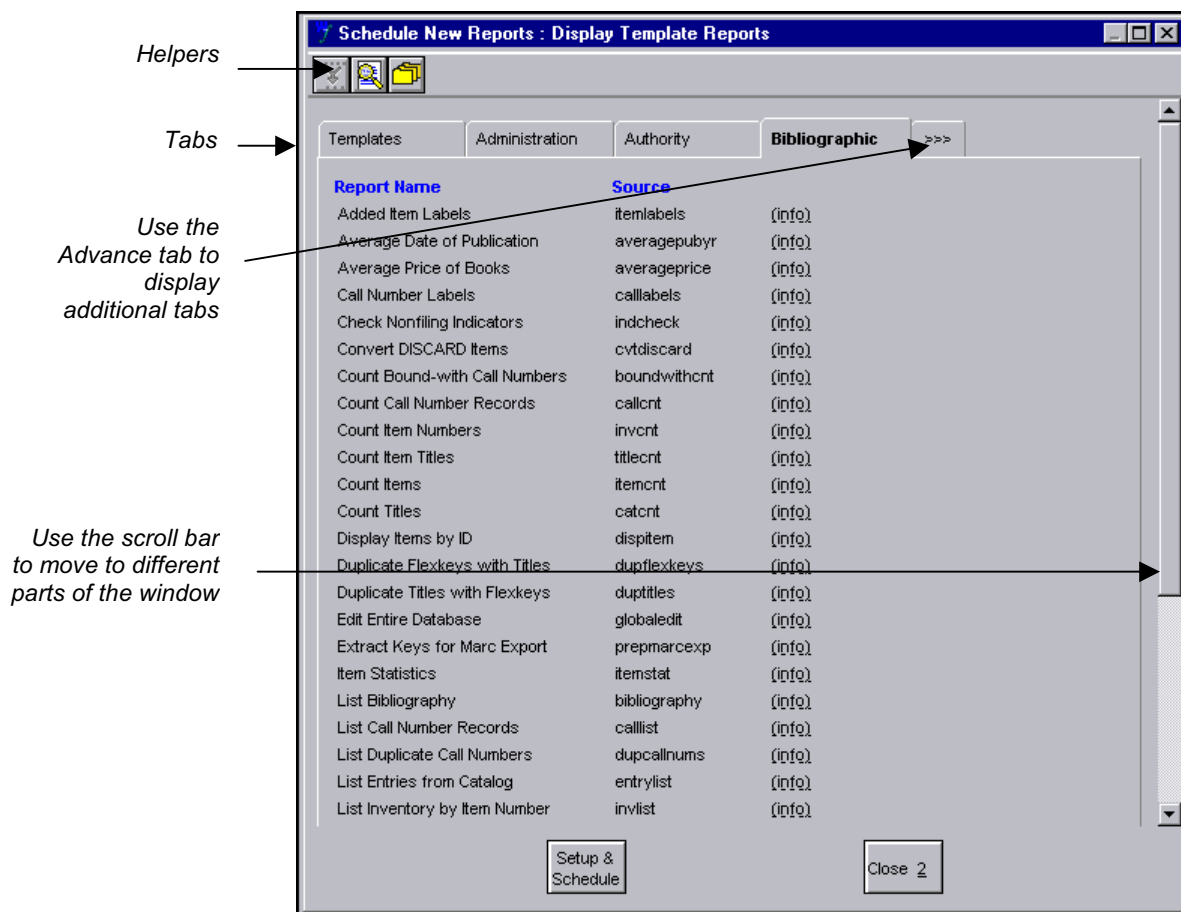 Schedule New Reports : Display Template Reports
Helpers
Tabs
Templates Administration Authority Bibliographic >>>
Use the
Advance tab to
display
additional tabs
Report Name Source
Added Item Labels itemlabels (info)
Average Date of Publication averagepubyr (info)
Average Price of Books averageprice (info)
Call Number Labels calllabels (info)
Check Nonfiling Indicators indcheck (info)
Convert DISCARD Items cvtdiscard (info)
Count Bound-with Call Numbers boundwithcnt (info)
Count Call Number Records callcnt (info)
Count Item Numbers invcnt (info)
Count Item Titles titlecnt (info)
Count Items itemcnt (info)
Count Titles catcnt (info)
Display Items by ID dispitem (info)
Duplicate Flexkeys with Titles dupflexkeys (info)
Duplicate Titles with Flexkeys duptitles (info)
Edit Entire Database globaledit (info)
Extract Keys for Marc Export prepmarcexp (info)
Item Statistics itemstat (info)
List Bibliography bibliography (info)
List Call Number Records calllist (info)
List Duplicate Call Numbers dupcallnums (info)
List Entries from Catalog entrylist (info)
List Inventory by Item Number invlist (info)
Use the scroll bar
to move to different
parts of the window
Setup &
Schedule
Close 2